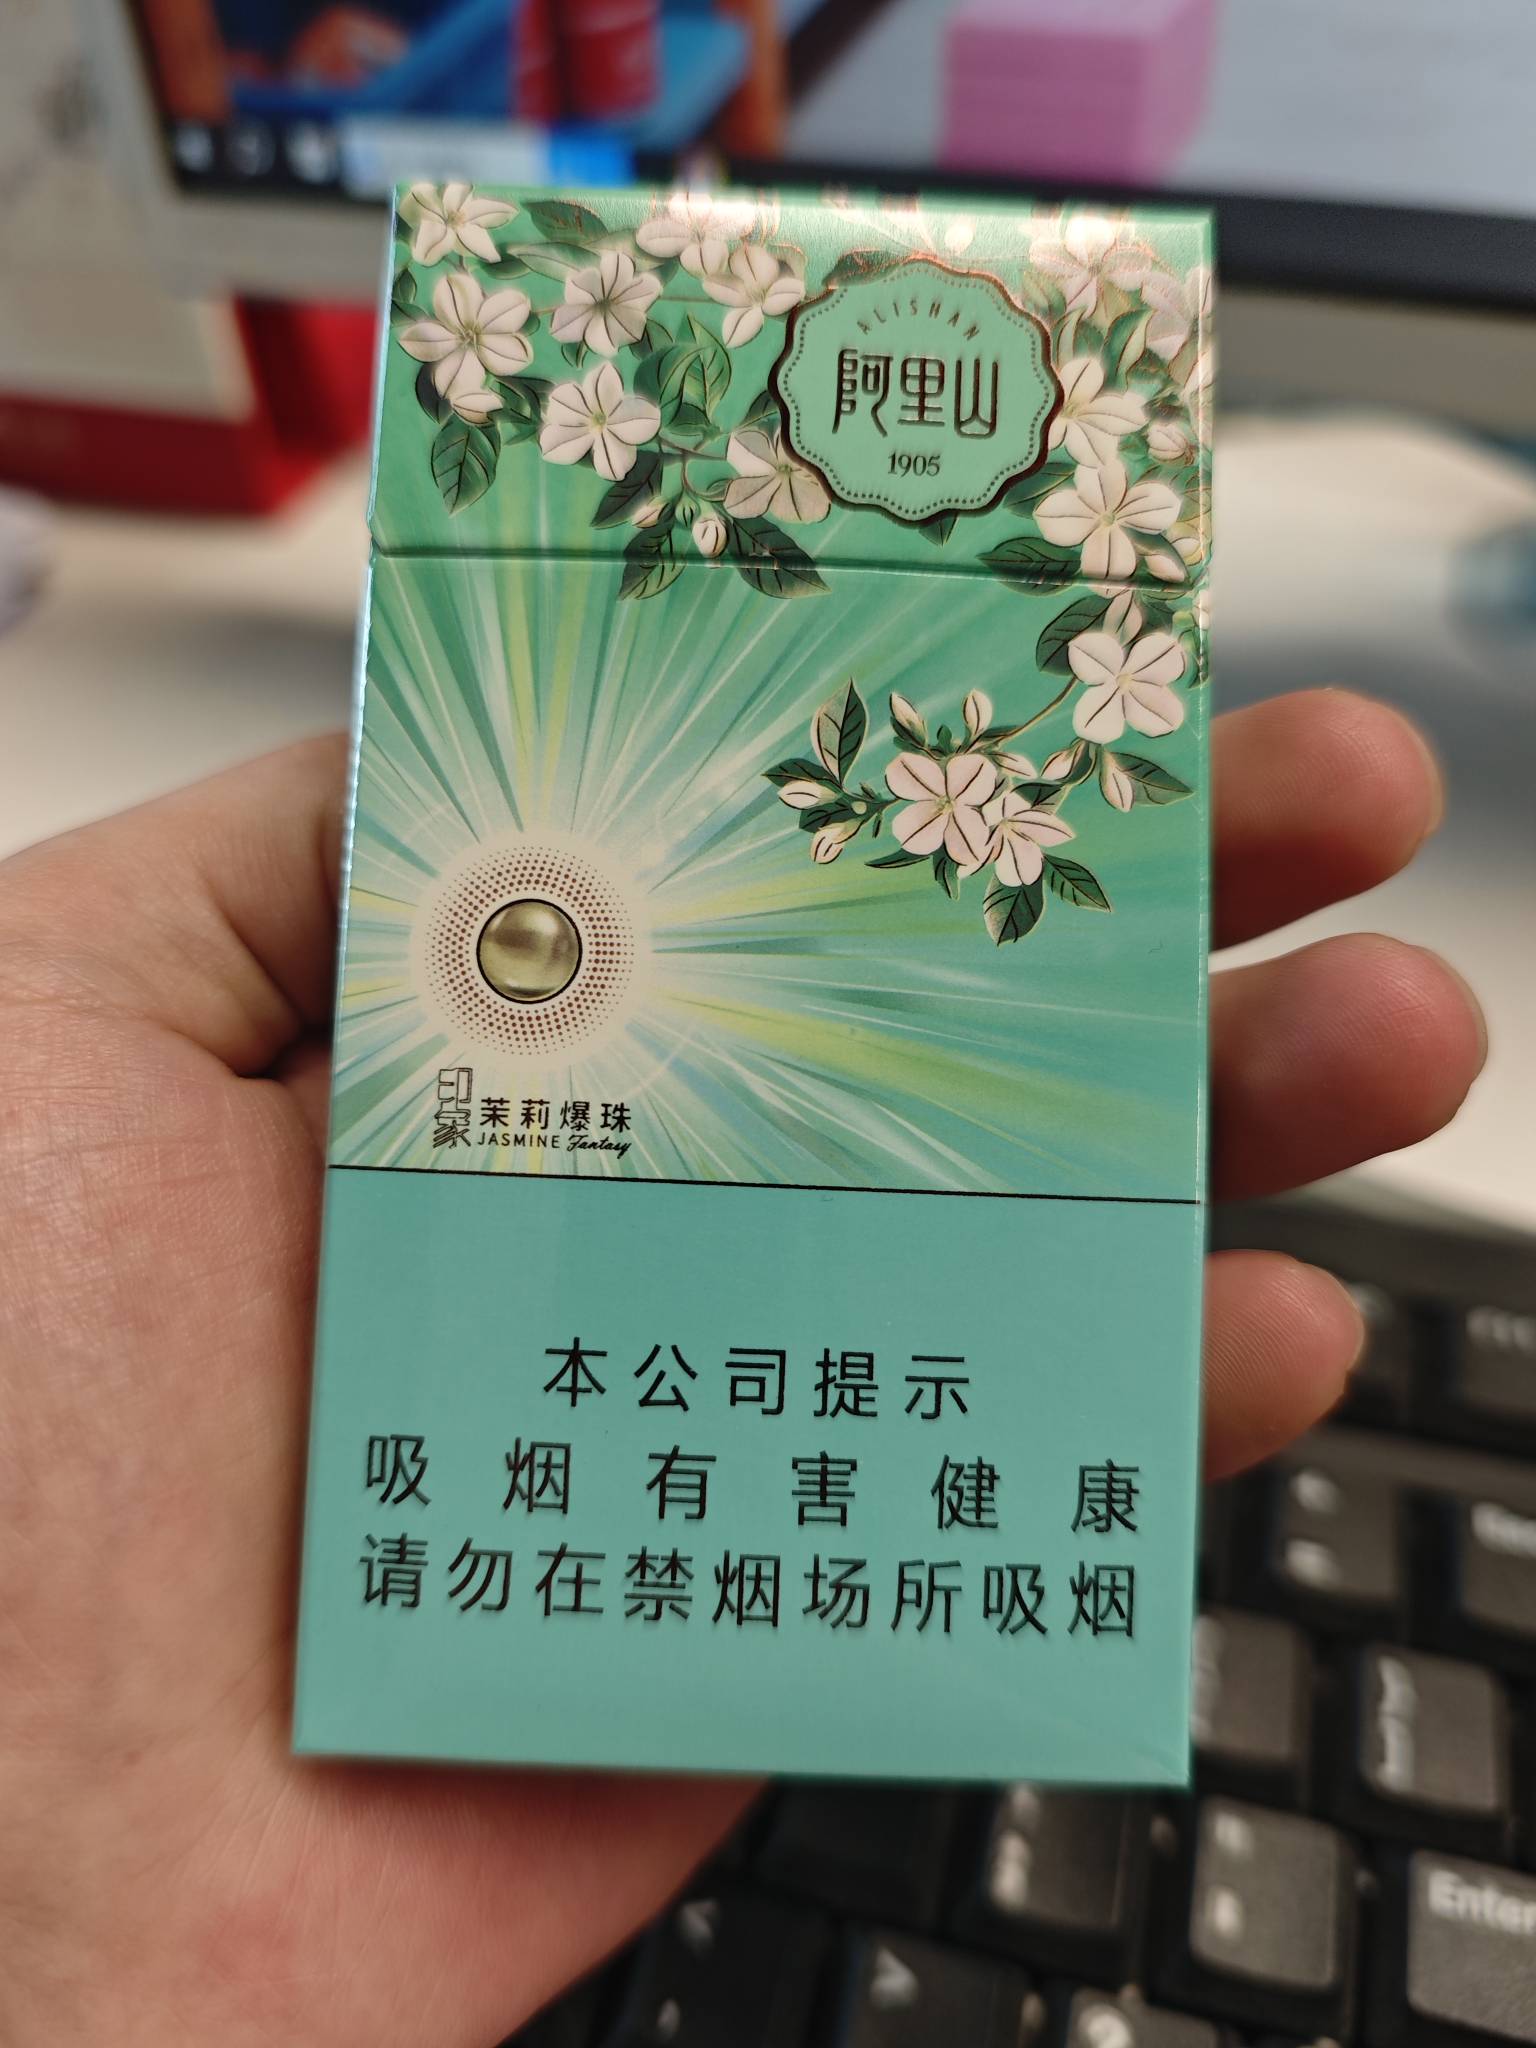 ALISHAN
阿里山
1905
印象
茉莉爆珠
JASMINE Fantasy
本公司提示
吸烟有害健康
请勿在禁烟场所吸烟
Enter